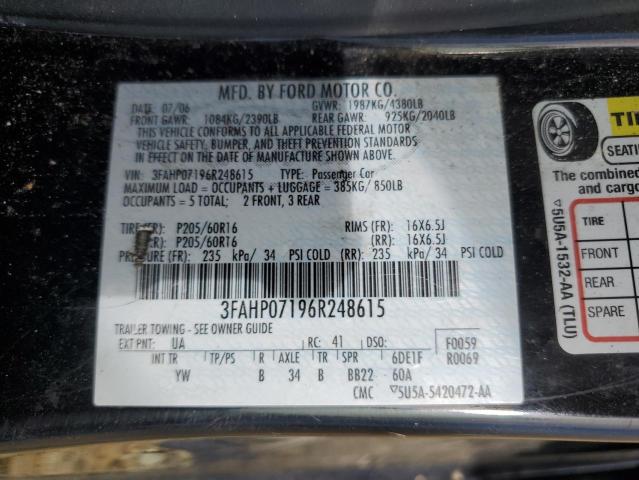 MFD. BY FORD MOTOR CO.
DATE: 07/06 GVWR: 1987KG/4380LB
FRONT GAWR: 1084KG/2390LB REAR GAWR: 925KG/2040LB
THIS VEHICLE CONFORMS TO ALL APPLICABLE FEDERAL MOTOR
VEHICLE SAFETY, BUMPER, AND THEFT PREVENTION STANDARDS
IN EFFECT ON THE DATE OF MANUFACTURE SHOWN ABOVE.
VIN: 3FAHP07196R248615 TYPE: Passenger Car
MAXIMUM LOAD = OCCUPANTS + LUGGAGE = 385KG/850LB
OCCUPANTS = 5 TOTAL; 2 FRONT, 3 REAR
TIRE (FR): P205/60R16 RIMS (FR): 16X6.5J
(RR): P205/60R16 (RR): 16X6.5J
PRESSURE (FR): 235 kPa/ 34 PSI COLD (RR): 235 kPa/ 34 PSI COLD
3FAHP07196R248615
TRAILER TOWING - SEE OWNER GUIDE
EXT PNT: UA RC: 41 DSO: F0059
INT TR TP/PS R AXLE TR SPR 6DE1F R0069
YW B 34 B BB22 60A
CMC ▽5U5A-5420472-AA
SEATIN
The combined
and cargo
TIRE
FRONT
REAR
SPARE
▽5U5A-1532-AA (TLU)